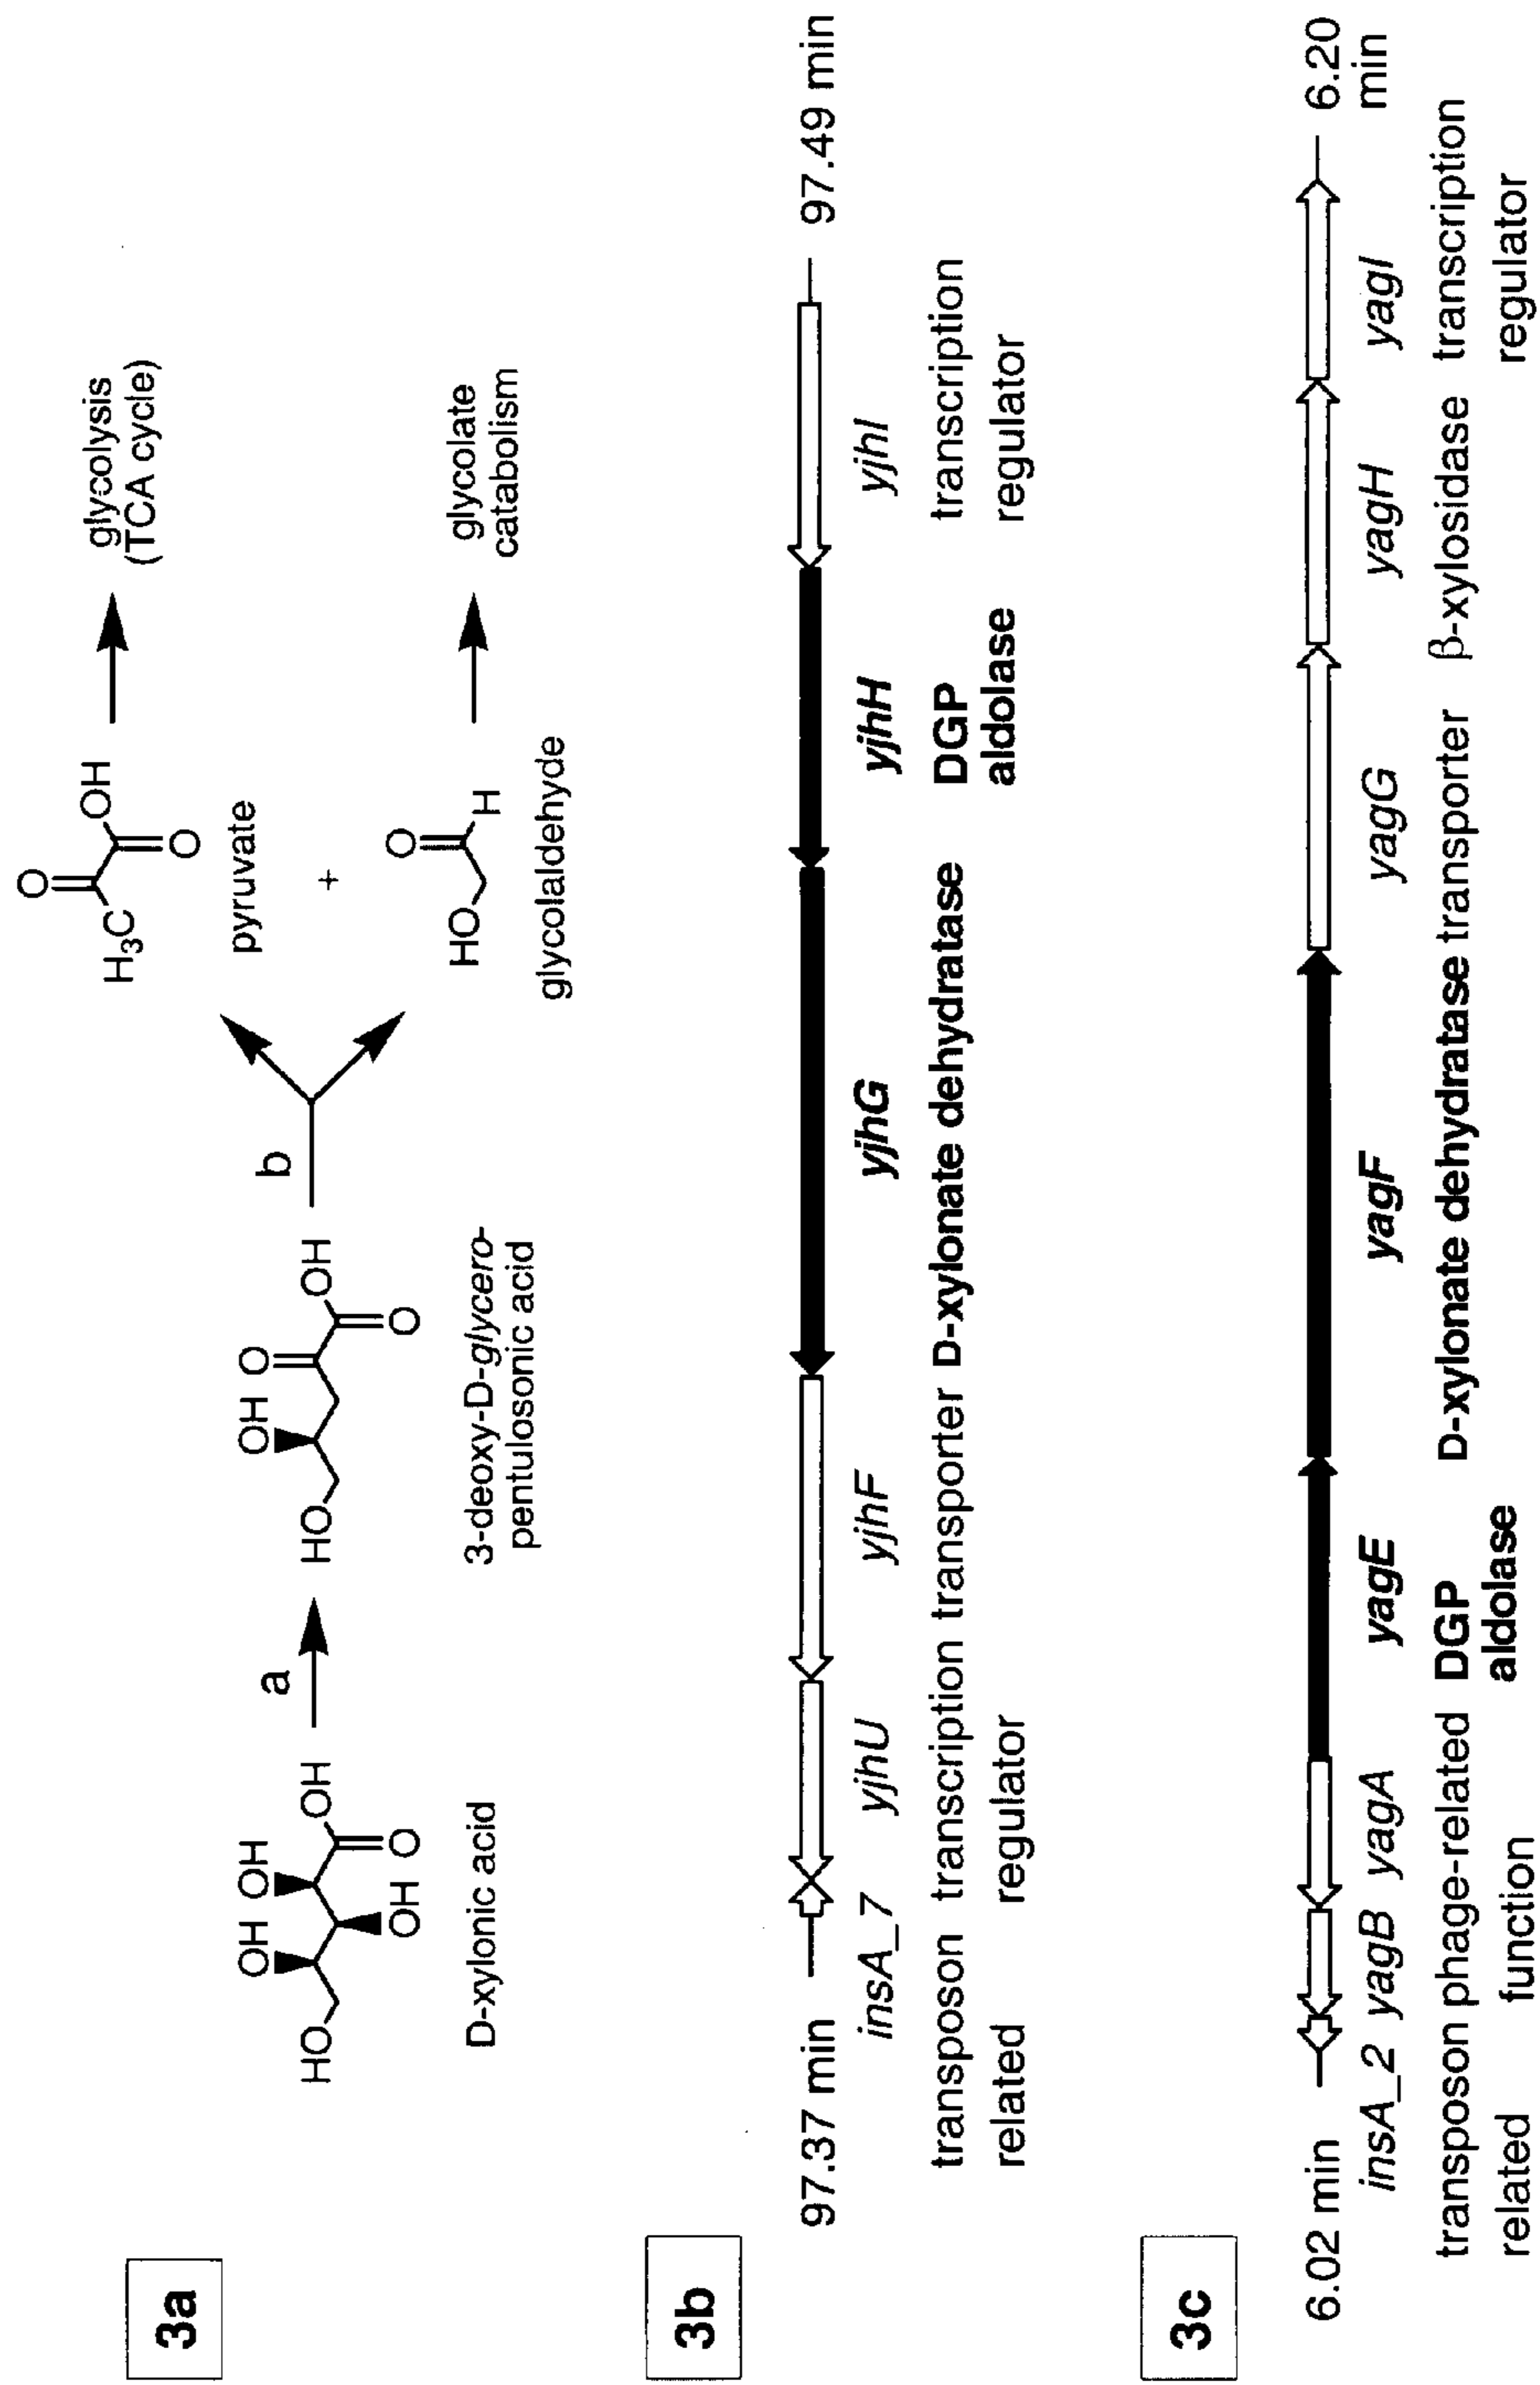 3a
HO
OH OH
OH
OH
O
D-xylonic acid
a
HO
OH
O
OH
O
3-deoxy-D-glycero-
pentulosonic acid
b
O
H3C
OH
O
pyruvate
+
HO
O
H
glycolaldehyde
glycolysis
(TCA cycle)
glycolate
catabolism
3b
97.37 min
97.49 min
insA_7
yjhU
yjhF
yjhG
yjhH
yjhI
transposon
related
transcription
regulator
transporter
D-xylonate dehydratase
DGP
aldolase
transcription
regulator
3c
6.02 min
6.20
min
insA_2
yagB
yagA
yagE
yagF
yagG
yagH
yagI
transposon
related
phage-related
function
DGP
aldolase
D-xylonate dehydratase
transporter
β-xylosidase
transcription
regulator